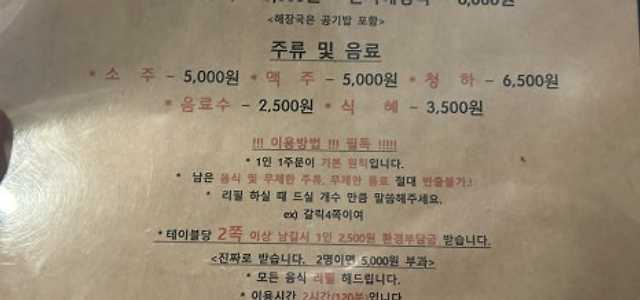 <해장국은 공기밥 포함>
주류 및 음료
* 소 주 - 5,000원 * 맥 주 - 5,000원 * 청 하 - 6,500원
* 음료수 - 2,500원 * 식 혜 - 3,500원
!!! 이용방법 !!! 필독 !!!!!
* 1인 1주문이 기본 원칙입니다.
* 남은 음식 및 무제한 주류, 무제한 음료 절대 반출불가.!
* 리필 하실 때 드실 개수 만큼 말씀해주세요.
ex) 갈릭4쪽이여
* 테이블당 2쪽 이상 남길시 1인 2,500원 환경부담금 받습니다.
<진짜로 받습니다. 2명이면 5,000원 부과>
* 모든 음식 리필 해드립니다.
* 이용시간 2시간(120분)입니다